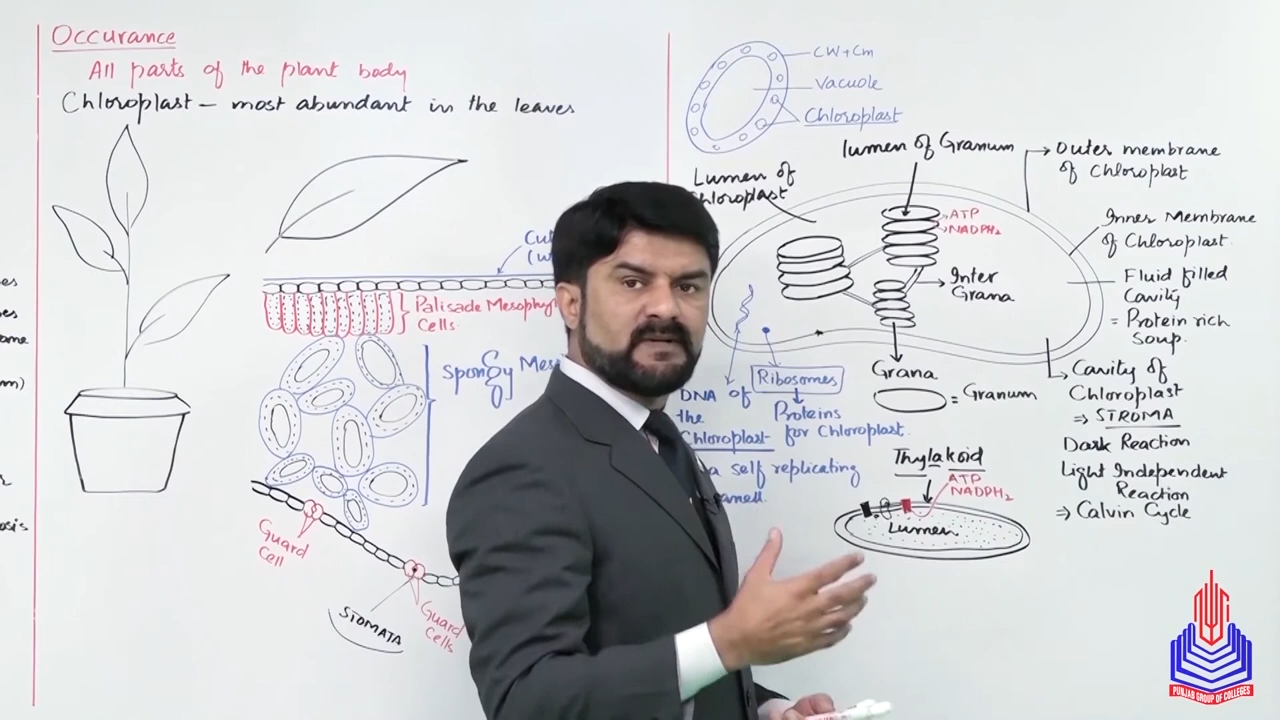 Occurance
All parts of the plant body
Chloroplast – most abundant in the leaves
Palisade Mesophyl
Cells.
Spongy Mes
Guard
Cell
STOMATA
Guard
Cells
CW+Cm
Vacuole
Chloroplast
lumen of Granum
Lumen of
Chloroplast
ATP
NADPH₂
Inter
Grana
Outer membrane
of Chloroplast
Inner Membrane
of Chloroplast.
Fluid filled
Cavity
= Protein rich
Soup.
Grana
= Granum
Ribosomes
Proteins
for Chloroplast.
DNA of
the
Chloroplast
a self replicating
Cavity of
Chloroplast
⇒ STROMA
Dark Reaction
Light Independent
Reaction
⇒ Calvin Cycle
Thylakoid
ATP
NADPH₂
Lumen
PUNJAB GROUP OF COLLEGES